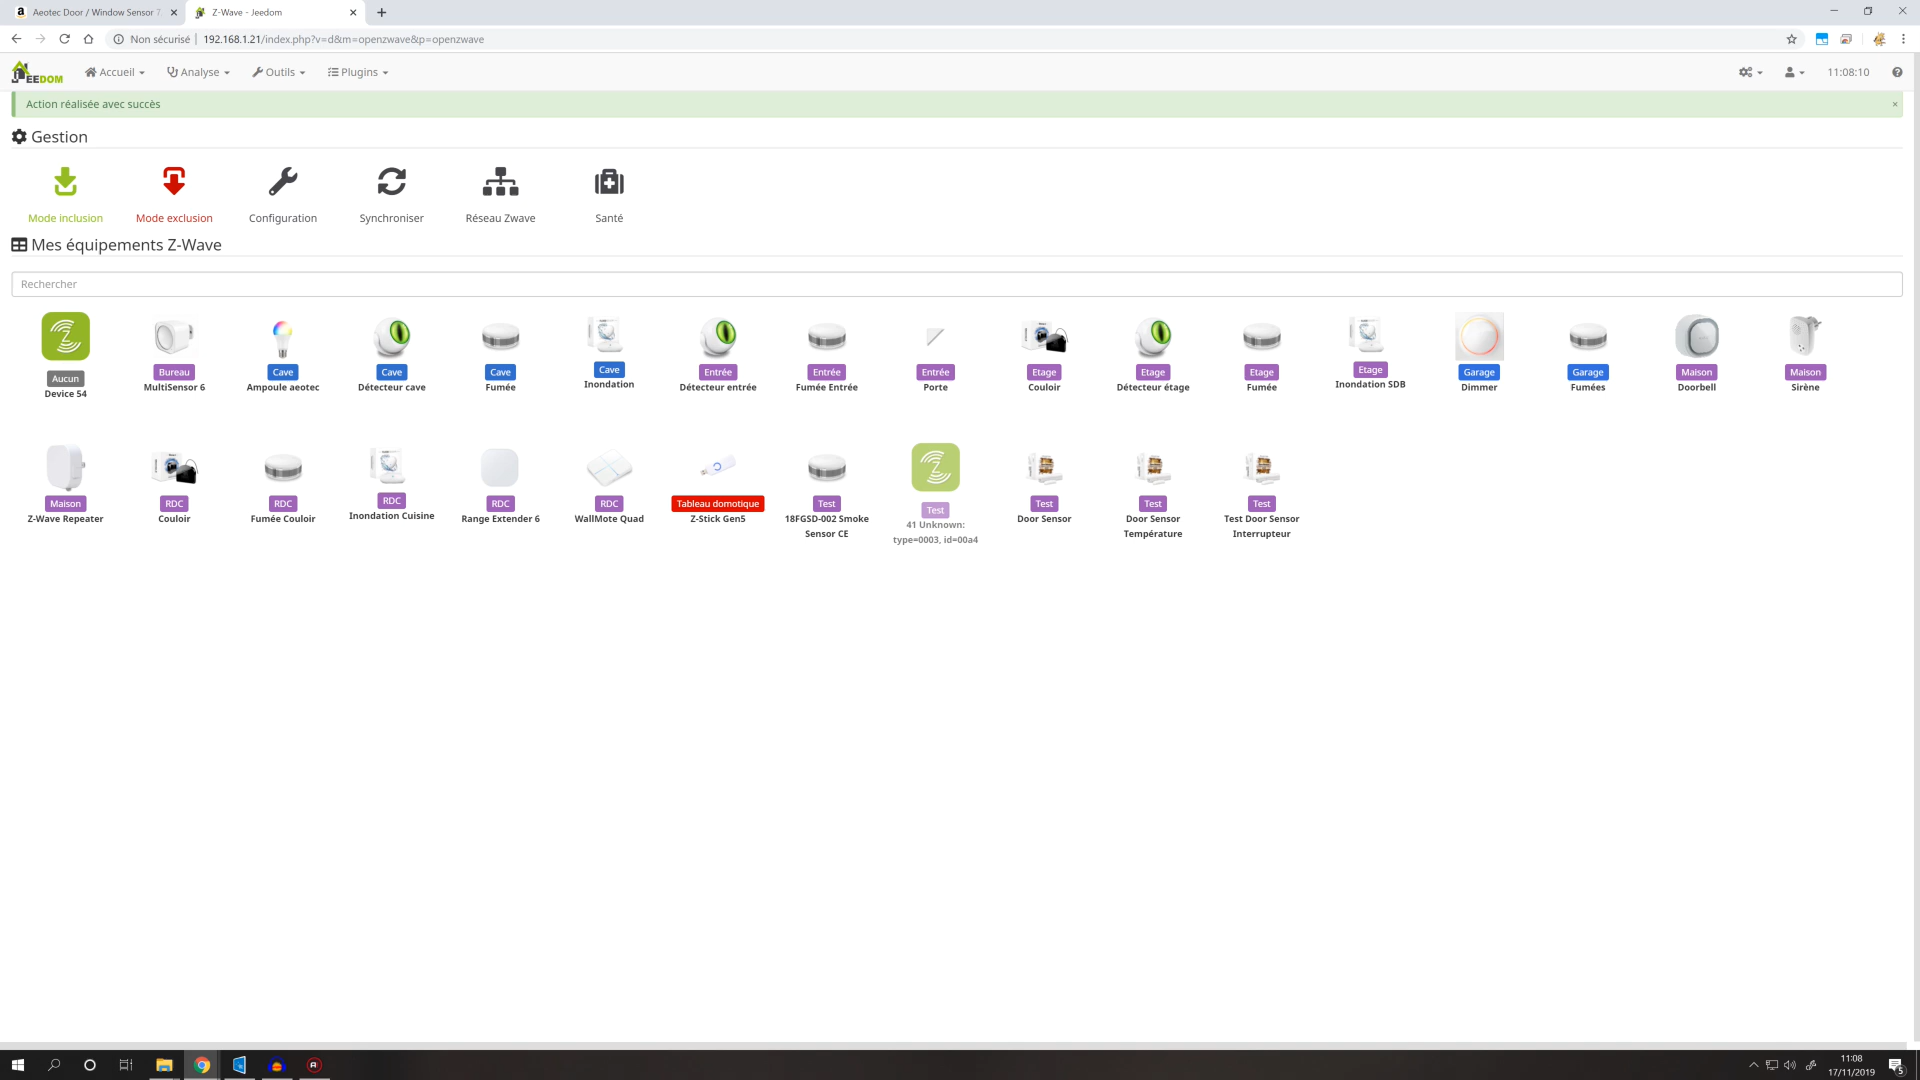 Aeotec Door / Window Sensor 7
Z-Wave - Jeedom
Non sécurisé | 192.168.1.21/index.php?v=d&m=openzwave&p=openzwave
JEEDOM Accueil Analyse Outils Plugins 11:08:10
Action réalisée avec succès ×
Gestion
Mode inclusion Mode exclusion Configuration Synchroniser Réseau Zwave Santé
Mes équipements Z-Wave
Rechercher
Aucun Bureau Cave Cave Cave Cave Entrée Entrée Entrée Etage Etage Etage Etage Garage Garage Maison Maison
Device 54 MultiSensor 6 Ampoule aeotec Détecteur cave Fumée Inondation Détecteur entrée Fumée Entrée Porte Couloir Détecteur étage Fumée Inondation SDB Dimmer Fumées Doorbell Sirène
Maison RDC RDC RDC RDC RDC Tableau domotique Test Test Test Test Test
Z-Wave Repeater Couloir Fumée Couloir Inondation Cuisine Range Extender 6 WallMote Quad Z-Stick Gen5 18FGSD-002 Smoke 41 Unknown: Door Sensor Door Sensor Test Door Sensor
Sensor CE type=0003, id=00a4 Température Interrupteur
11:08
17/11/2019
5